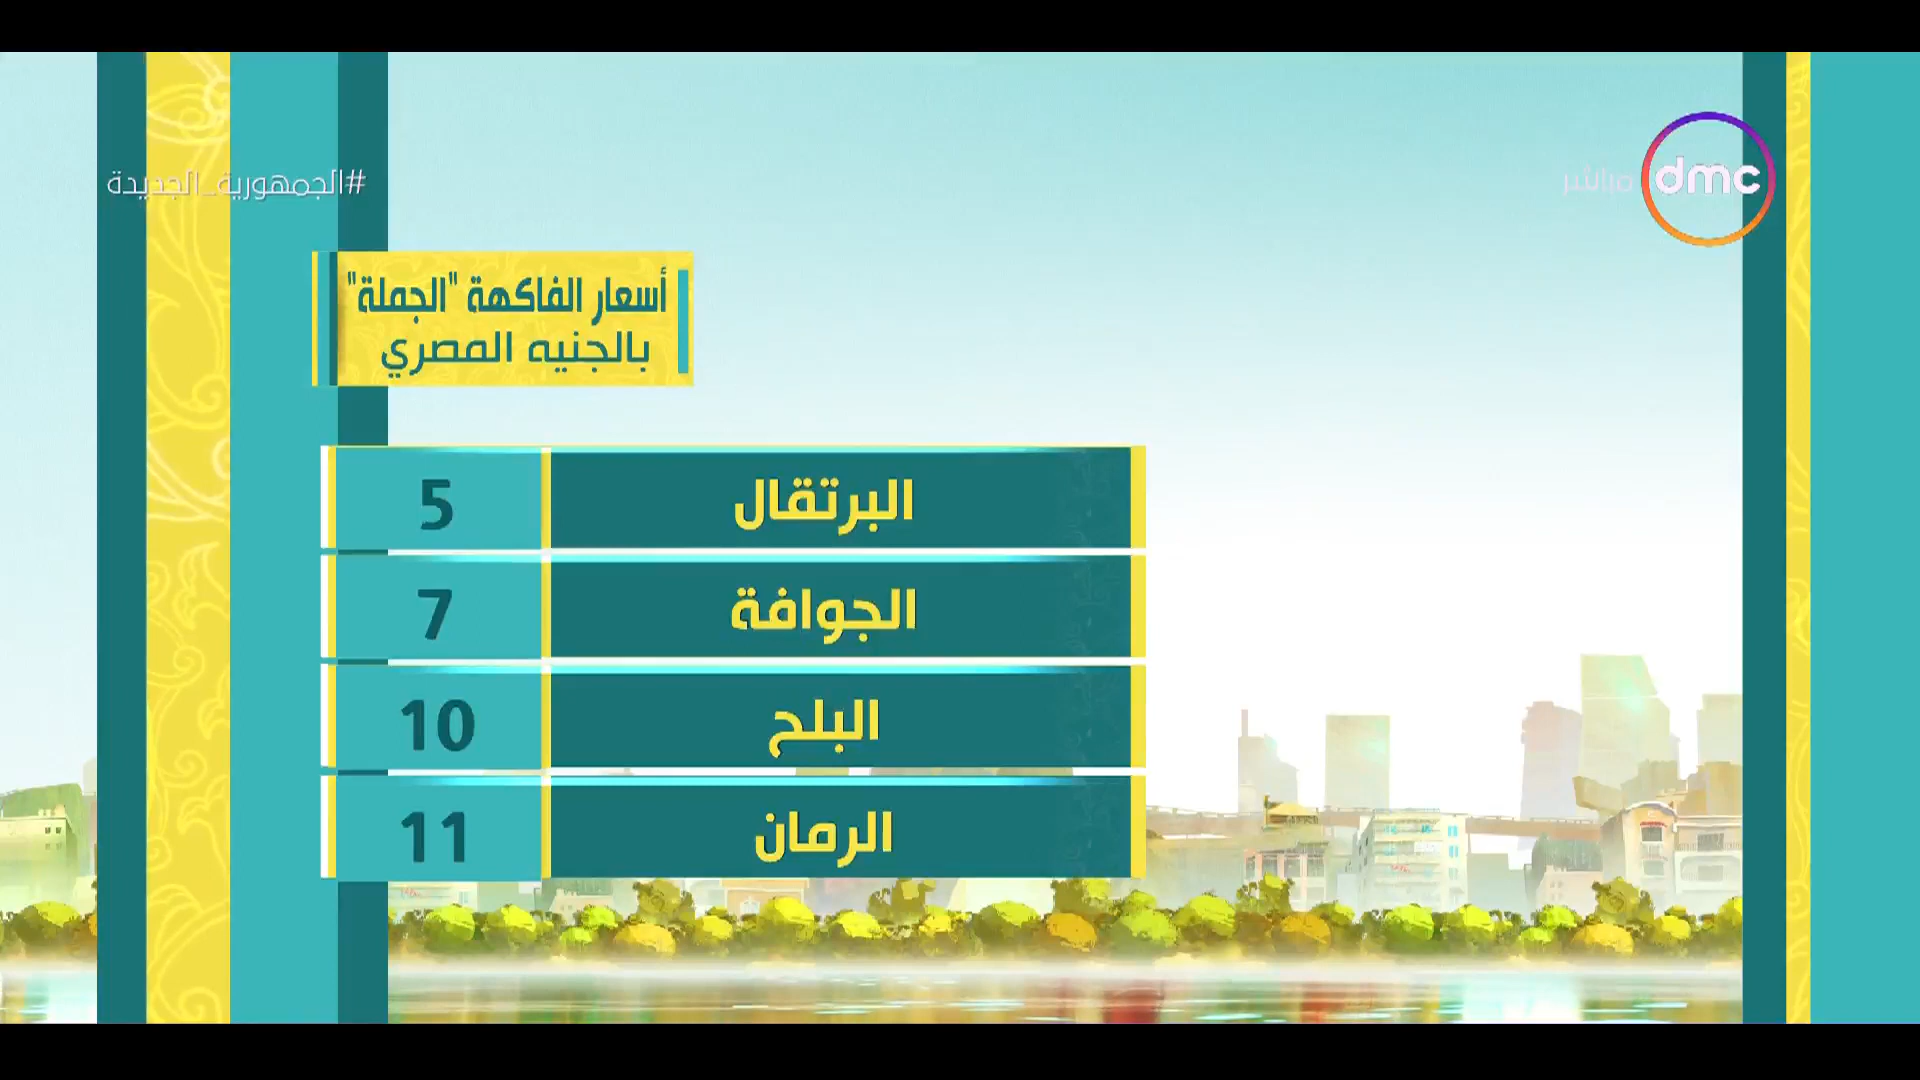 #الجمهورية_الجديدة
مباشر dmc
أسعار الفاكهة "الجملة"
بالجنيه المصري
البرتقال 5
الجوافة 7
البلح 10
الرمان 11